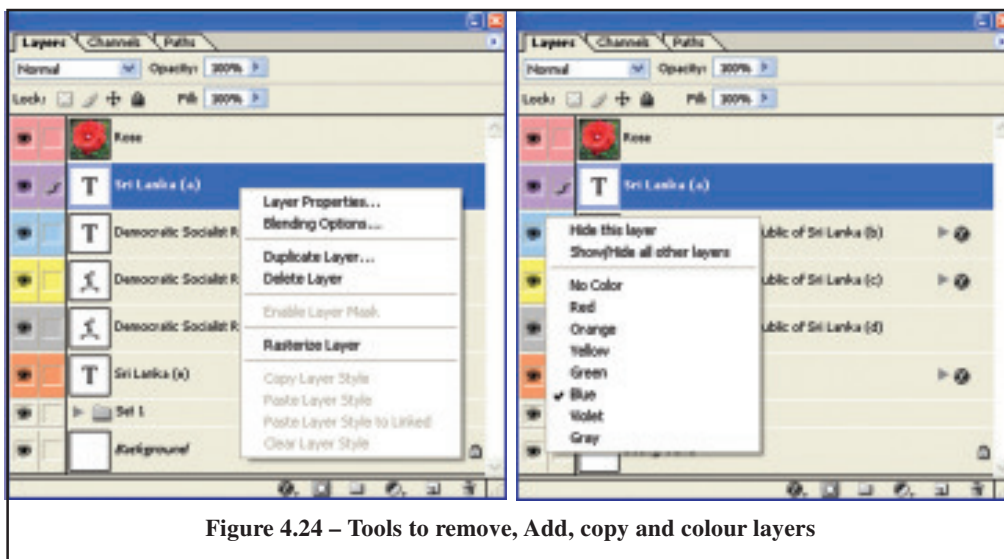 Layers Channels Paths
Normal Opacity: 100%
Lock: Fill: 100%
Rose
Sri Lanka (a)
Democratic Socialist R
Democratic Socialist R
Democratic Socialist R
Sri Lanka (e)
Set 1
Background
Layer Properties...
Blending Options...
Duplicate Layer...
Delete Layer
Enable Layer Mask
Rasterize Layer
Copy Layer Style
Paste Layer Style
Paste Layer Style to Linked
Clear Layer Style
Layers Channels Paths
Normal Opacity: 100%
Lock: Fill: 100%
Rose
Sri Lanka (a)
ublic of Sri Lanka (b)
ublic of Sri Lanka (c)
ublic of Sri Lanka (d)
Hide this layer
Show/Hide all other layers
No Color
Red
Orange
Yellow
Green
Blue
Violet
Gray
Figure 4.24 – Tools to remove, Add, copy and colour layers